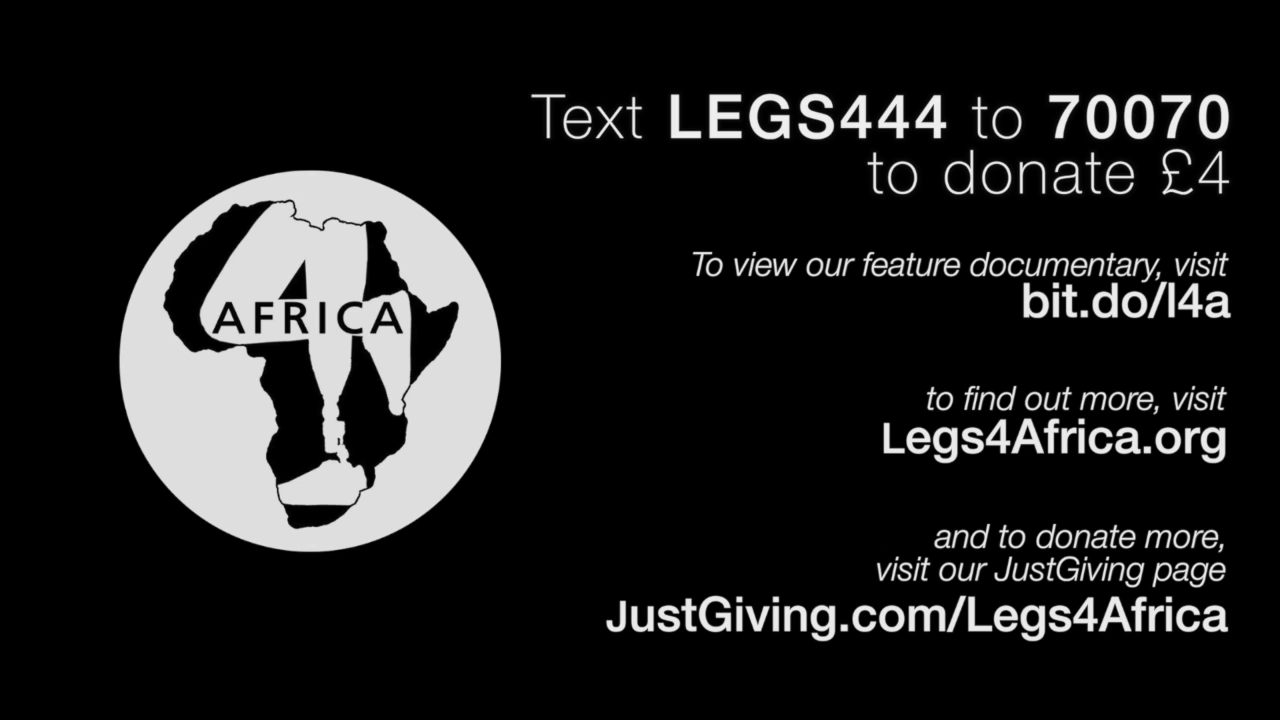 4
AFRICA
Text LEGS444 to 70070
to donate £4
To view our feature documentary, visit
bit.do/l4a
to find out more, visit
Legs4Africa.org
and to donate more,
visit our JustGiving page
JustGiving.com/Legs4Africa